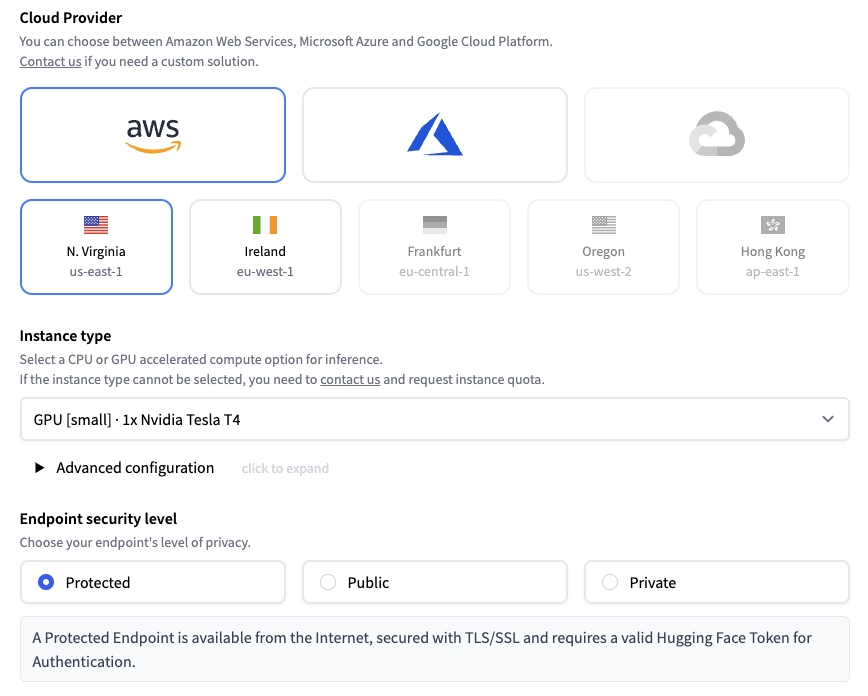 Cloud Provider
You can choose between Amazon Web Services, Microsoft Azure and Google Cloud Platform.
Contact us if you need a custom solution.
aws
N. Virginia
us-east-1
Ireland
eu-west-1
Frankfurt
eu-central-1
Oregon
us-west-2
Hong Kong
ap-east-1
Instance type
Select a CPU or GPU accelerated compute option for inference.
If the instance type cannot be selected, you need to contact us and request instance quota.
GPU [small] · 1x Nvidia Tesla T4
Advanced configuration click to expand
Endpoint security level
Choose your endpoint's level of privacy.
Protected
Public
Private
A Protected Endpoint is available from the Internet, secured with TLS/SSL and requires a valid Hugging Face Token for
Authentication.